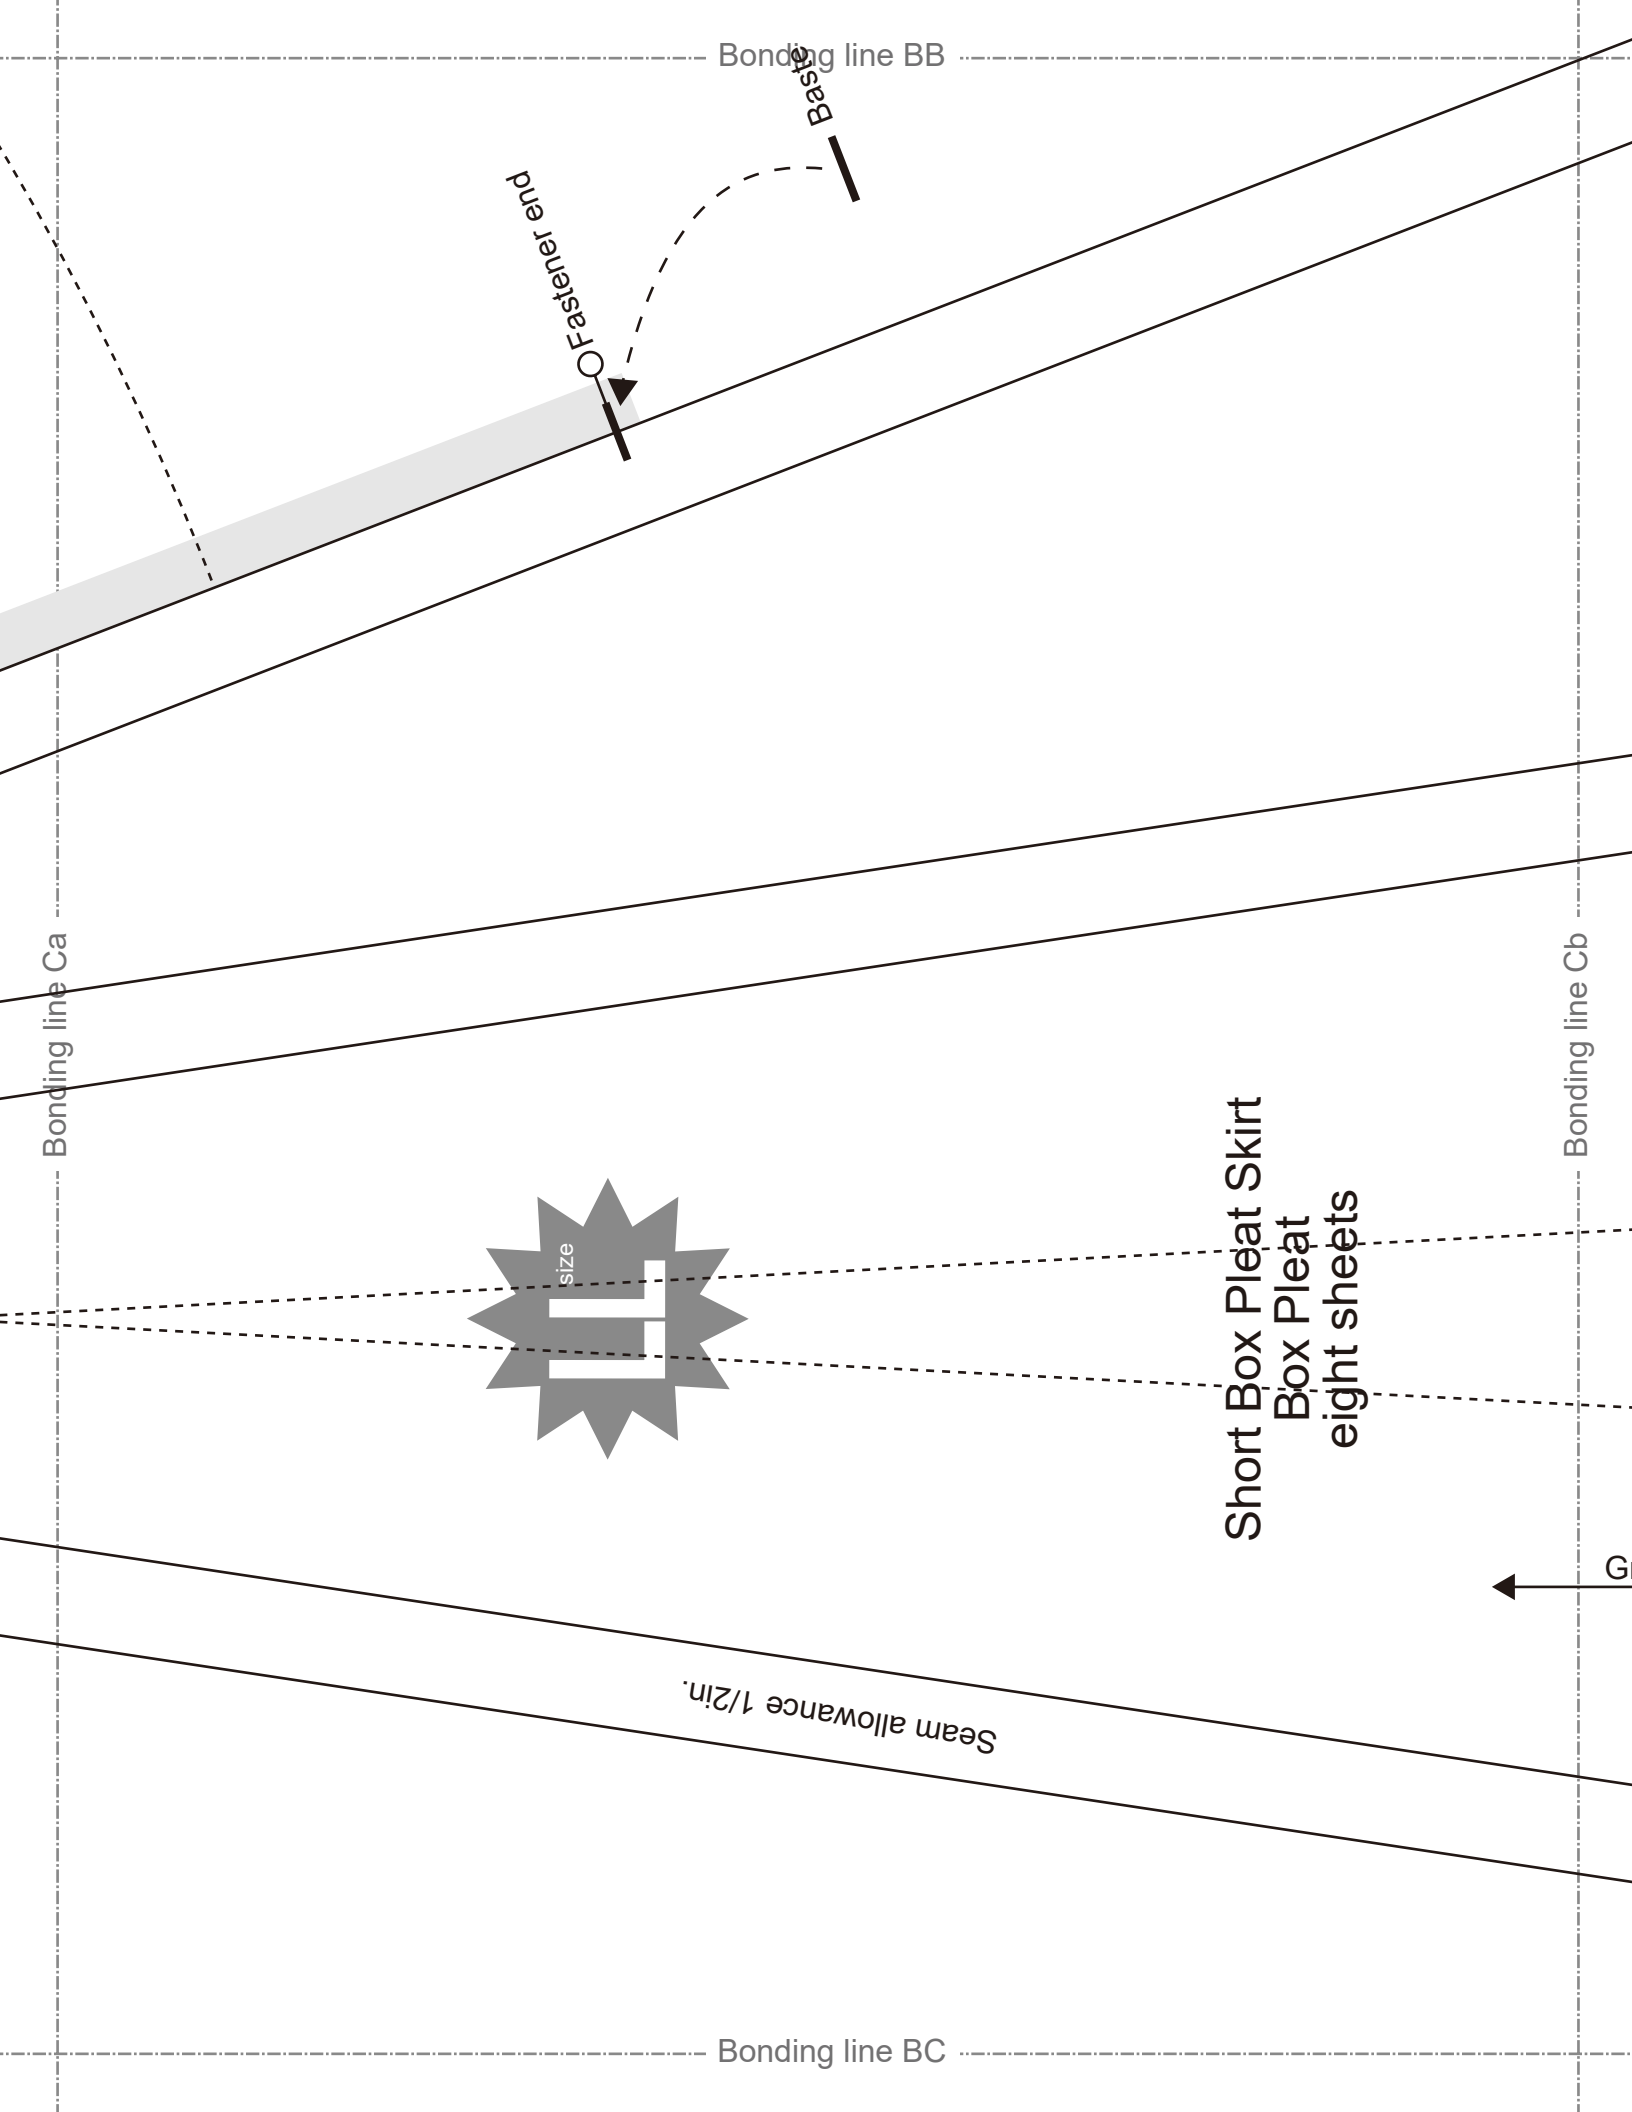 Bonding line BB
Baste
Fastener end
Bonding line Ca
Bonding line Cb
size
LL
Short Box Pleat Skirt
Box Pleat
eight sheets
Seam allowance 1/2in.
Bonding line BC